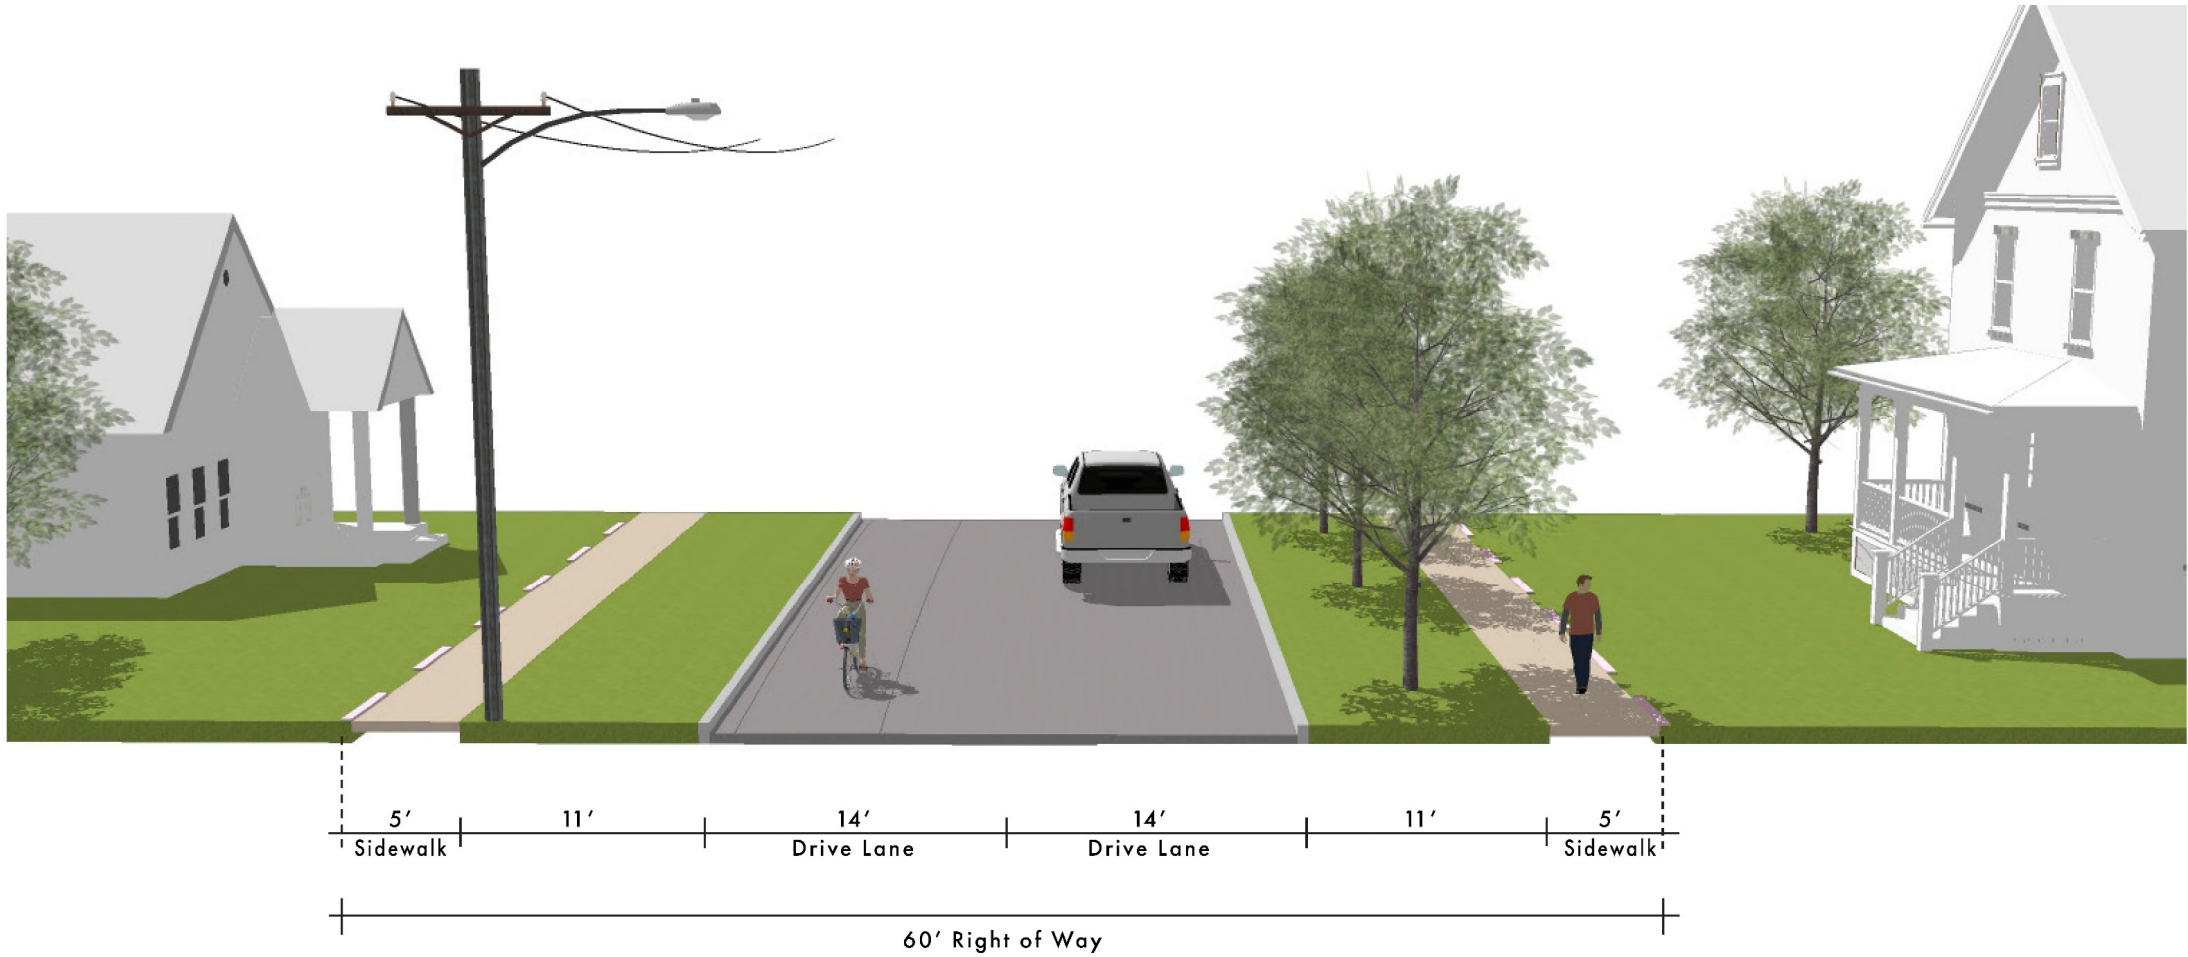 5′ 11′ 14′ 14′ 11′ 5′
Sidewalk Drive Lane Drive Lane Sidewalk
60′ Right of Way